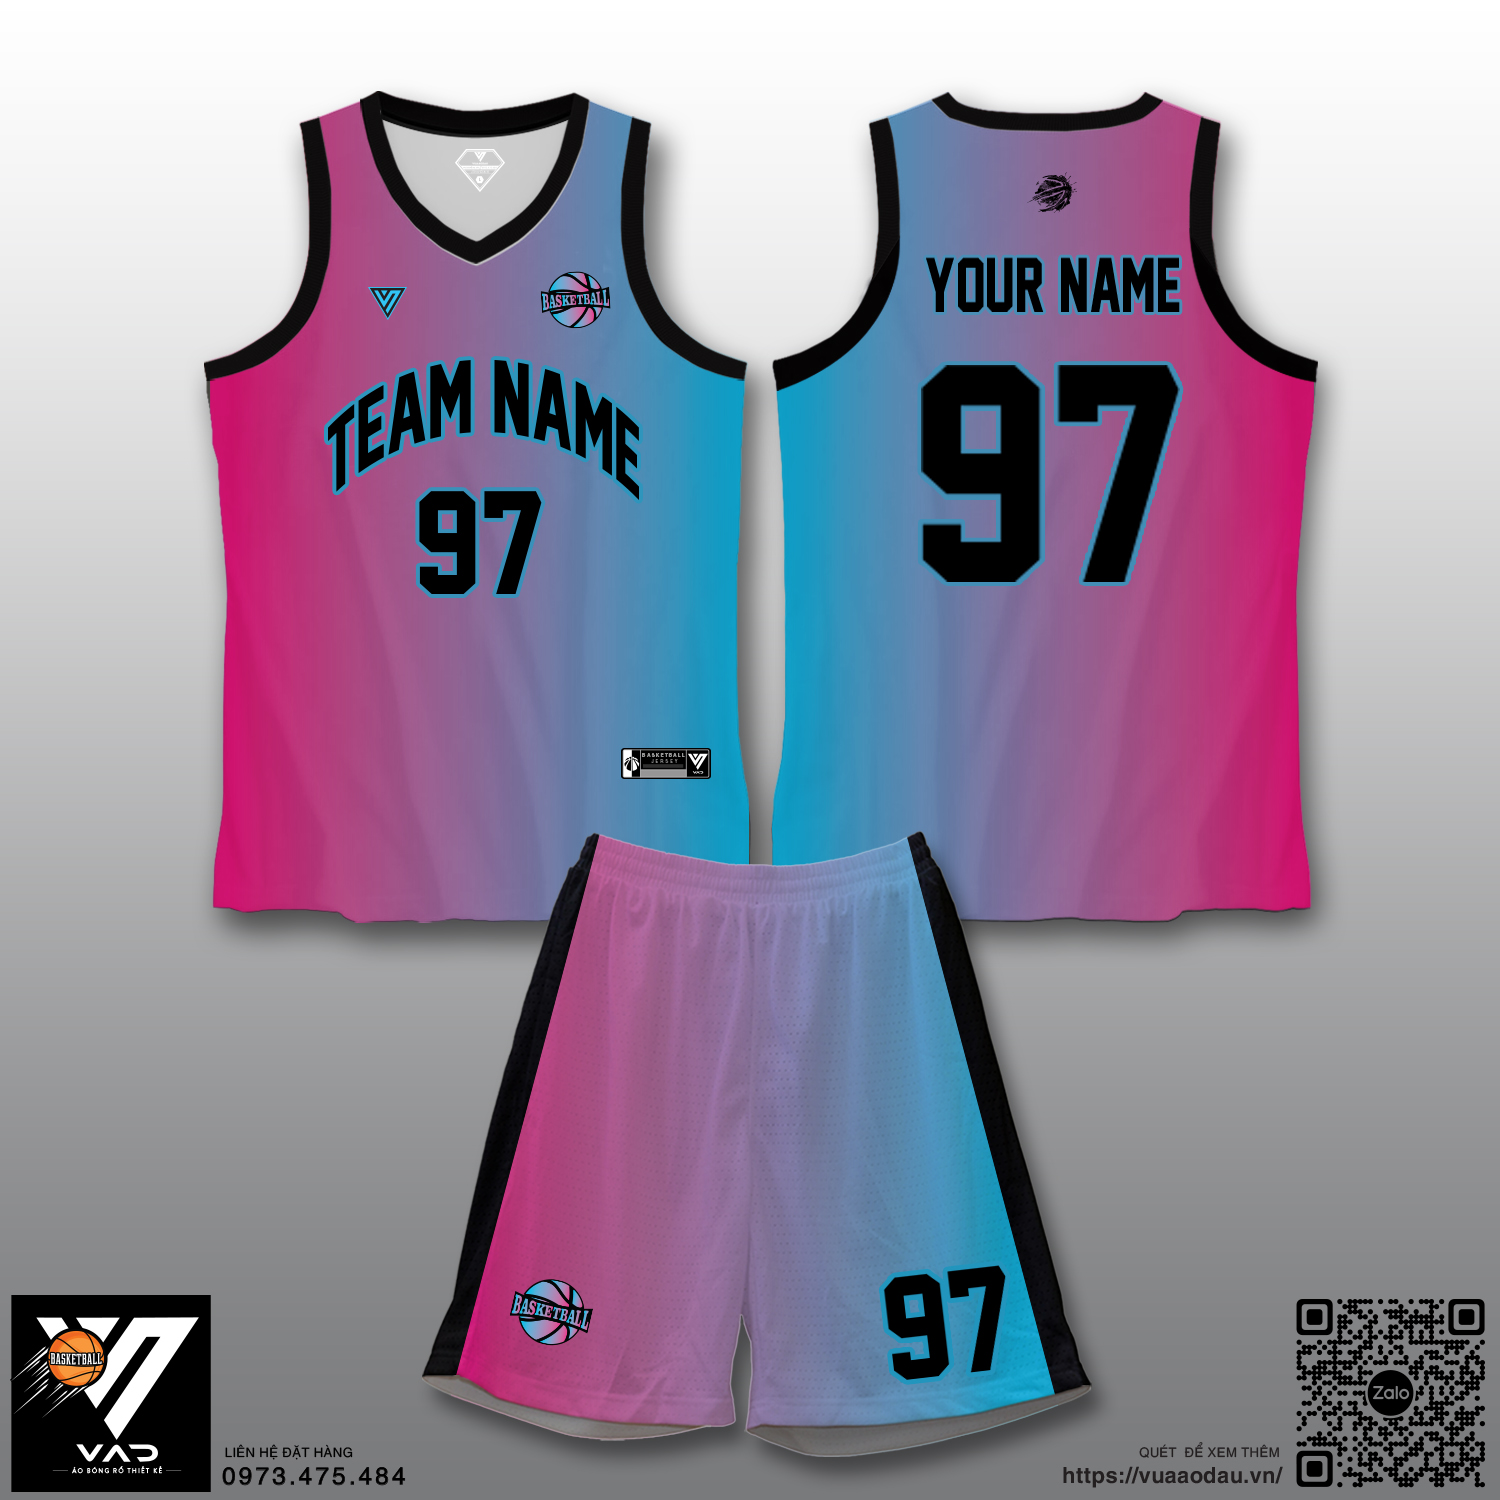 BASKETBALL
TEAM NAME
97
BASKETBALL
JERSEY
VAD
YOUR NAME
97
BASKETBALL
97
BASKETBALL
VAD
ÁO BÓNG RỔ THIẾT KẾ
LIÊN HỆ ĐẶT HÀNG
0973.475.484
Zalo
QUÉT ĐỂ XEM THÊM
https://vuaaodau.vn/